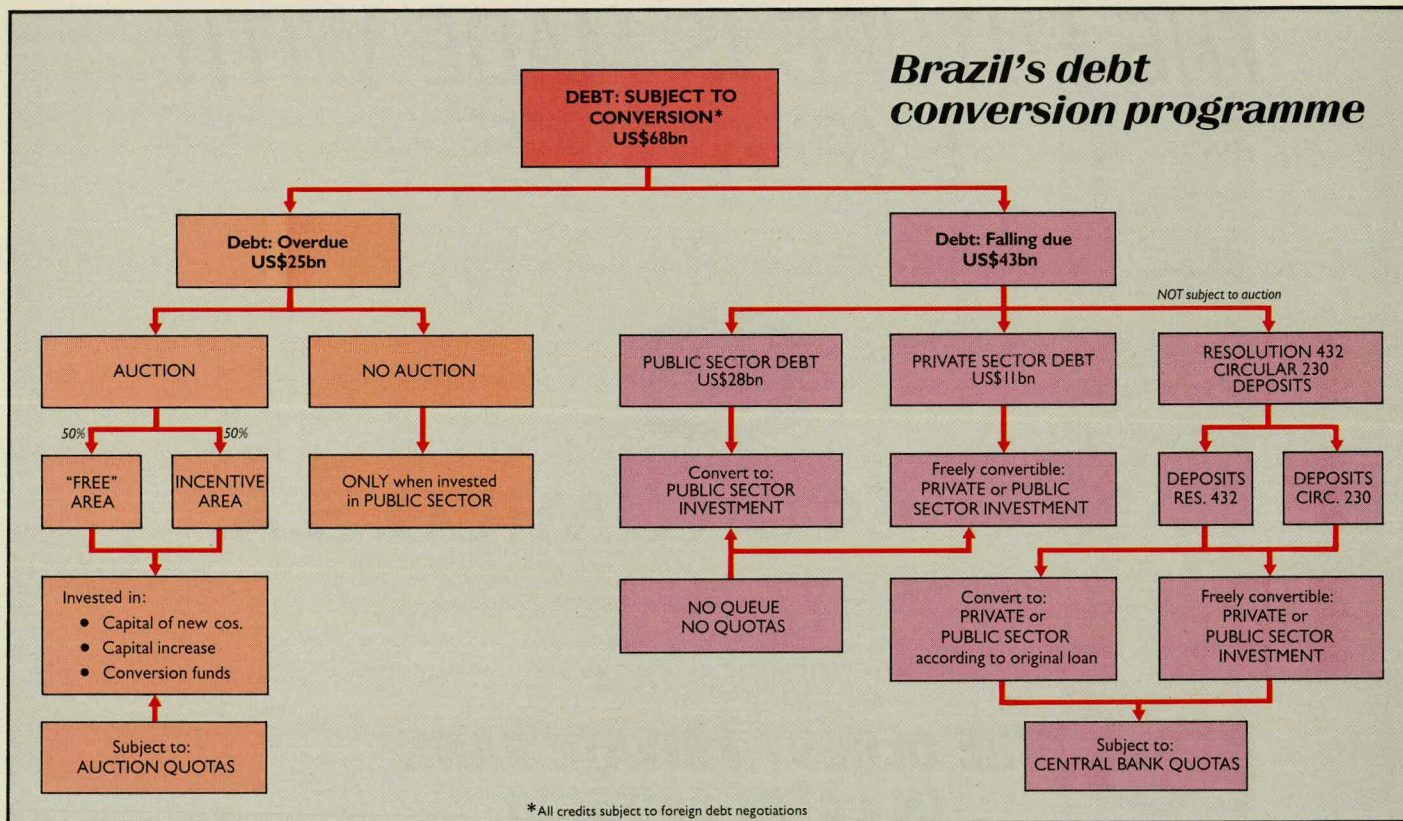 Brazil's debt
conversion programme
DEBT: SUBJECT TO
CONVERSION*
US$68bn
Debt: Overdue
US$25bn
Debt: Falling due
US$43bn
NOT subject to auction
AUCTION
NO AUCTION
PUBLIC SECTOR DEBT
US$28bn
PRIVATE SECTOR DEBT
US$11bn
RESOLUTION 432
CIRCULAR 230
DEPOSITS
50%
50%
"FREE"
AREA
INCENTIVE
AREA
ONLY when invested
in PUBLIC SECTOR
Convert to:
PUBLIC SECTOR
INVESTMENT
Freely convertible:
PRIVATE or PUBLIC
SECTOR INVESTMENT
DEPOSITS
RES. 432
DEPOSITS
CIRC. 230
Invested in:
• Capital of new cos.
• Capital increase
• Conversion funds
NO QUEUE
NO QUOTAS
Convert to:
PRIVATE or
PUBLIC SECTOR
according to original loan
Freely convertible:
PRIVATE or
PUBLIC SECTOR
INVESTMENT
Subject to:
AUCTION QUOTAS
Subject to:
CENTRAL BANK QUOTAS
*All credits subject to foreign debt negotiations